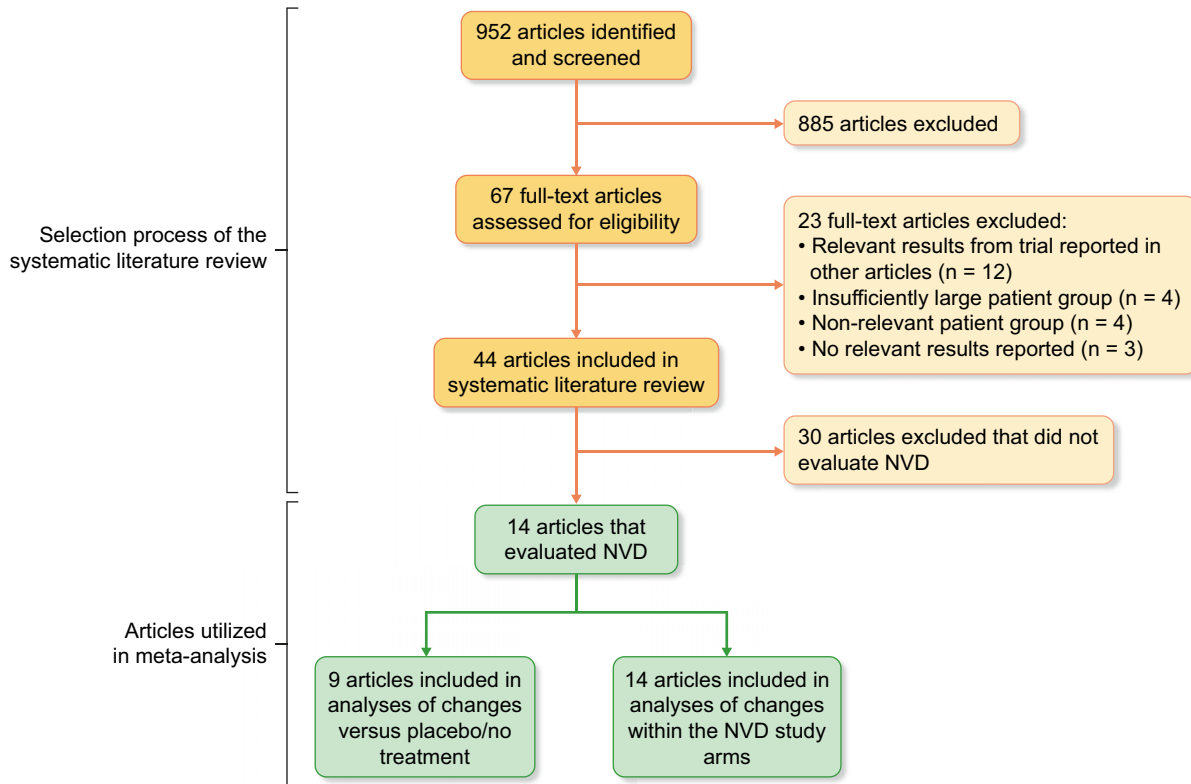 952 articles identified
and screened
885 articles excluded
67 full-text articles
assessed for eligibility
Selection process of the
systematic literature review
23 full-text articles excluded:
• Relevant results from trial reported in
other articles (n = 12)
• Insufficiently large patient group (n = 4)
• Non-relevant patient group (n = 4)
• No relevant results reported (n = 3)
44 articles included in
systematic literature review
30 articles excluded that did not
evaluate NVD
14 articles that
evaluated NVD
Articles utilized
in meta-analysis
9 articles included in
analyses of changes
versus placebo/no
treatment
14 articles included in
analyses of changes
within the NVD study
arms